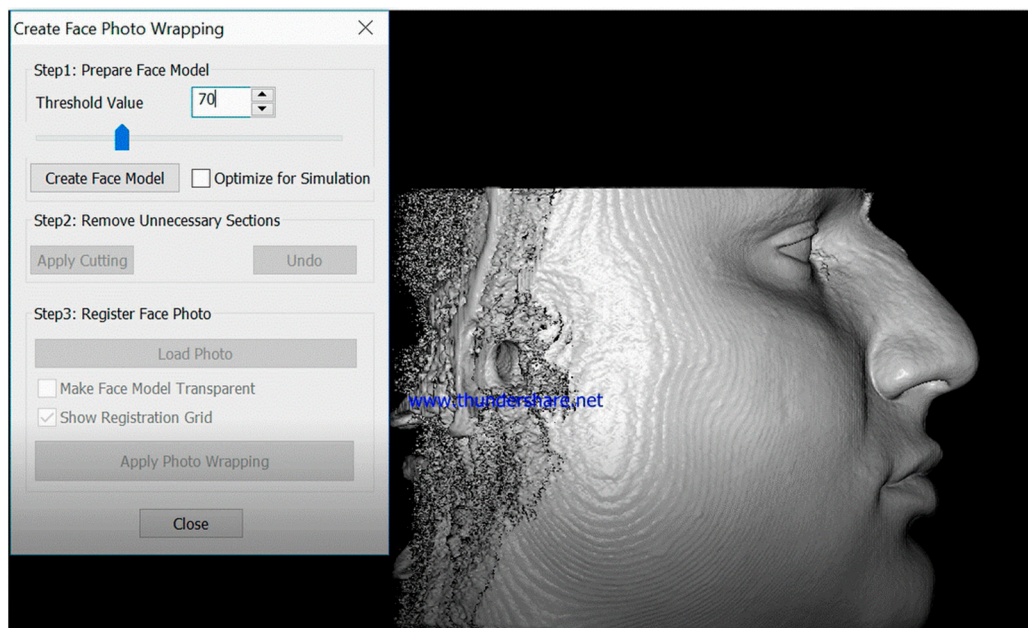 Create Face Photo Wrapping
Step1: Prepare Face Model
Threshold Value 70
Create Face Model Optimize for Simulation
Step2: Remove Unnecessary Sections
Apply Cutting Undo
Step3: Register Face Photo
Load Photo
Make Face Model Transparent
Show Registration Grid
Apply Photo Wrapping
Close
www.thundershare.net